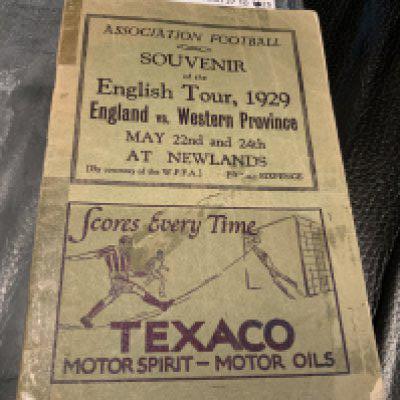 ASSOCIATION FOOTBALL
SOUVENIR
of the
English Tour, 1929
England vs. Western Province
MAY 22nd and 24th
AT NEWLANDS
[By courtesy of the W.P.F.A.] SIXPENCE
Scores Every Time
TEXACO
MOTOR SPIRIT – MOTOR OILS